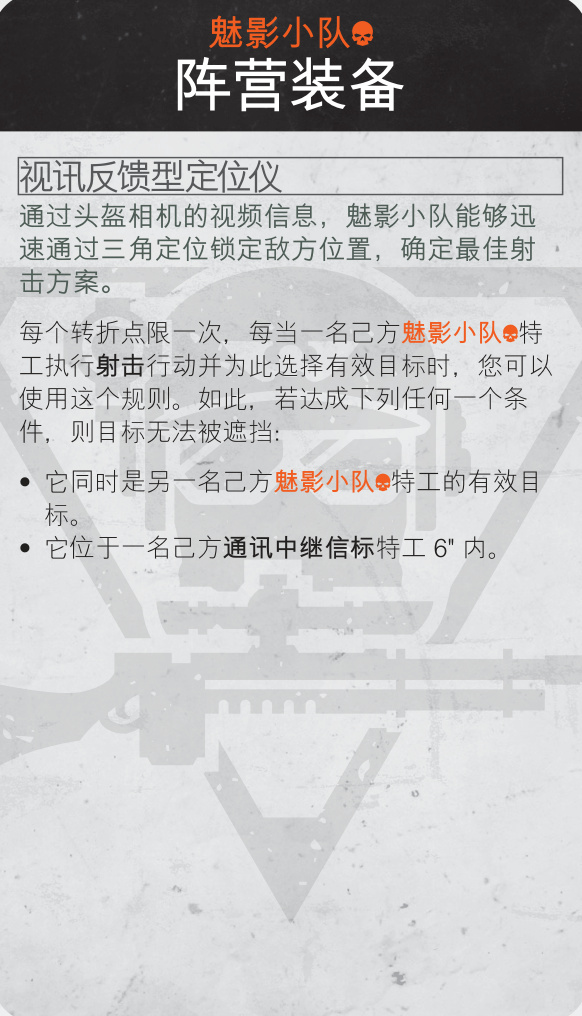 魅影小队
阵营装备
视讯反馈型定位仪
通过头盔相机的视频信息，魅影小队能够迅
速通过三角定位锁定敌方位置，确定最佳射
击方案。
每个转折点限一次，每当一名己方魅影小队特
工执行射击行动并为此选择有效目标时，您可以
使用这个规则。如此，若达成下列任何一个条
件，则目标无法被遮挡：
• 它同时是另一名己方魅影小队特工的有效目
标。
• 它位于一名己方通讯中继信标特工 6" 内。